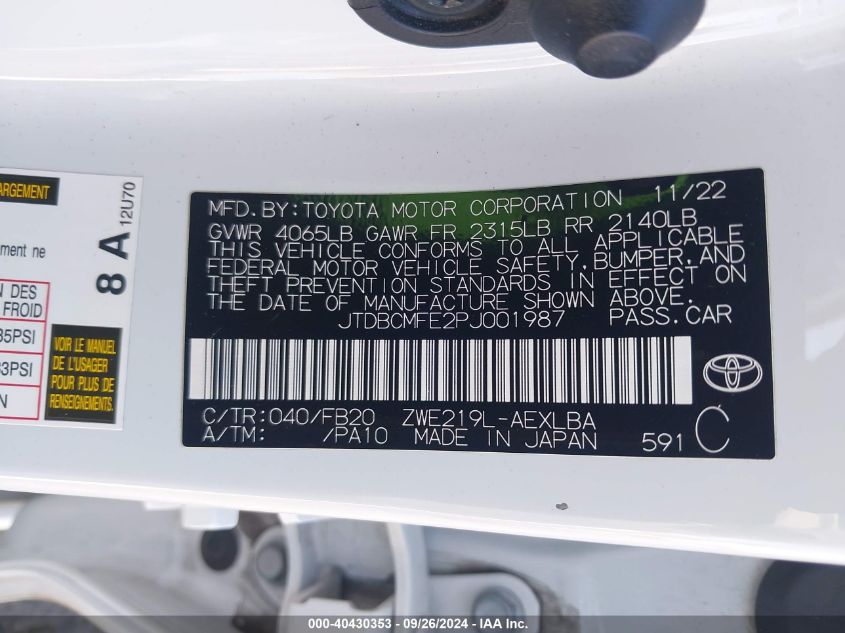 ARGEMENT
ment ne
N DES
FROID
35PSI
33PSI
N
8 A 12U70
VOIR LE MANUEL
DE L'USAGER
POUR PLUS DE
RENSEIGNEMENTS.
MFD.BY:TOYOTA MOTOR CORPORATION 11/22
GVWR 4065LB GAWR FR 2315LB RR 2140LB
THIS VEHICLE CONFORMS TO ALL APPLICABLE
FEDERAL MOTOR VEHICLE SAFETY,BUMPER,AND
THEFT PREVENTION STANDARDS IN EFFECT ON
THE DATE OF MANUFACTURE SHOWN ABOVE.
JTDBCMFE2PJ001987 PASS.CAR
C/TR:040/FB20 ZWE219L-AEXLBA
A/TM: /PA10 MADE IN JAPAN 591 C
000-40430353 - 09/26/2024 - IAAI.com